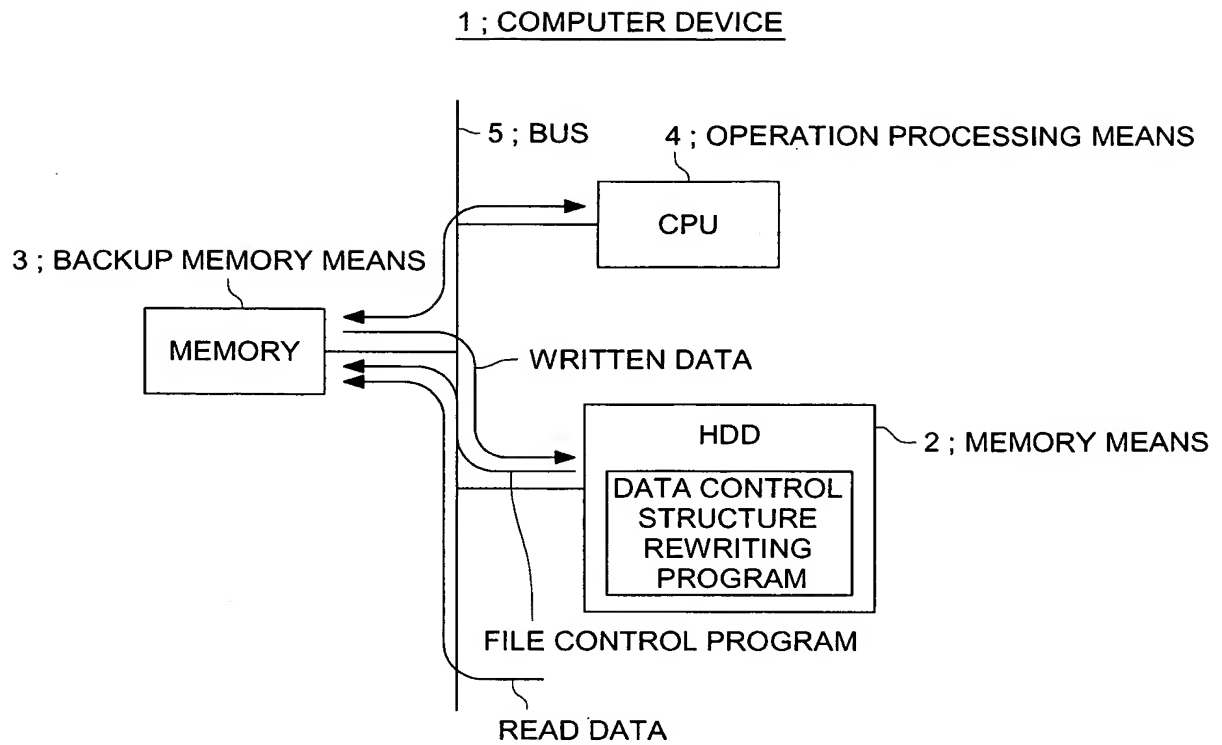 1 ; COMPUTER DEVICE
5 ; BUS
4 ; OPERATION PROCESSING MEANS
CPU
3 ; BACKUP MEMORY MEANS
MEMORY
WRITTEN DATA
HDD
2 ; MEMORY MEANS
DATA CONTROL
STRUCTURE
REWRITING
PROGRAM
FILE CONTROL PROGRAM
READ DATA